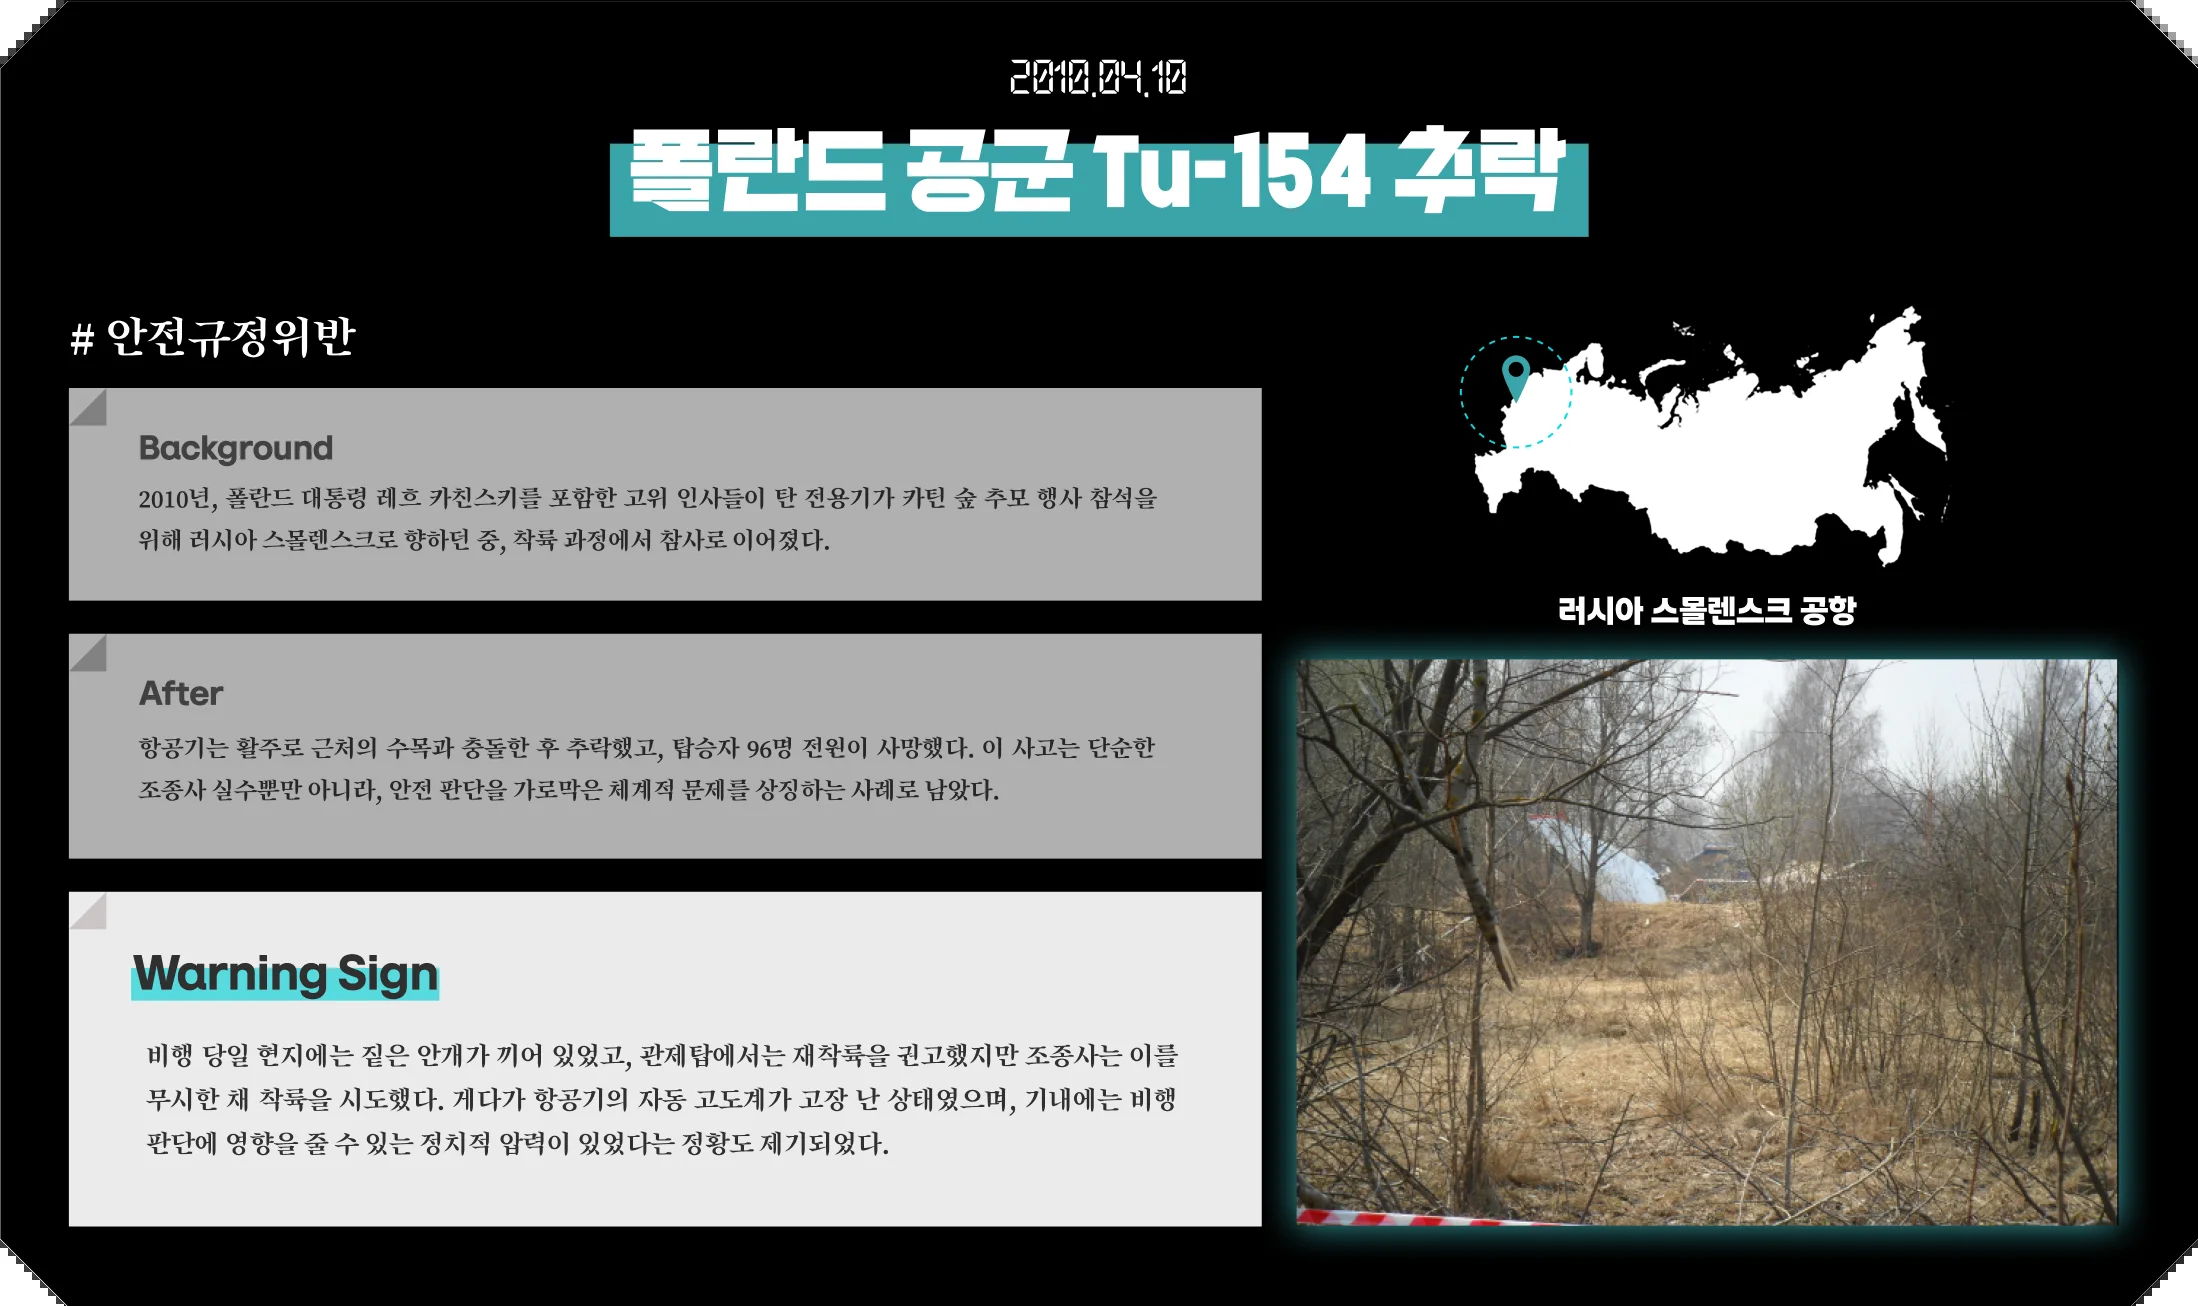 2010.04.10
폴란드 공군 Tu-154 추락
# 안전규정위반
Background
2010년, 폴란드 대통령 레흐 카친스키를 포함한 고위 인사들이 탄 전용기가 카틴 숲 추모 행사 참석을
위해 러시아 스몰렌스크로 향하던 중, 착륙 과정에서 참사로 이어졌다.
After
항공기는 활주로 근처의 수목과 충돌한 후 추락했고, 탑승자 96명 전원이 사망했다. 이 사고는 단순한
조종사 실수뿐만 아니라, 안전 판단을 가로막은 체계적 문제를 상징하는 사례로 남았다.
Warning Sign
비행 당일 현지에는 짙은 안개가 끼어 있었고, 관제탑에서는 재착륙을 권고했지만 조종사는 이를
무시한 채 착륙을 시도했다. 게다가 항공기의 자동 고도계가 고장 난 상태였으며, 기내에는 비행
판단에 영향을 줄 수 있는 정치적 압력이 있었다는 정황도 제기되었다.
러시아 스몰렌스크 공항